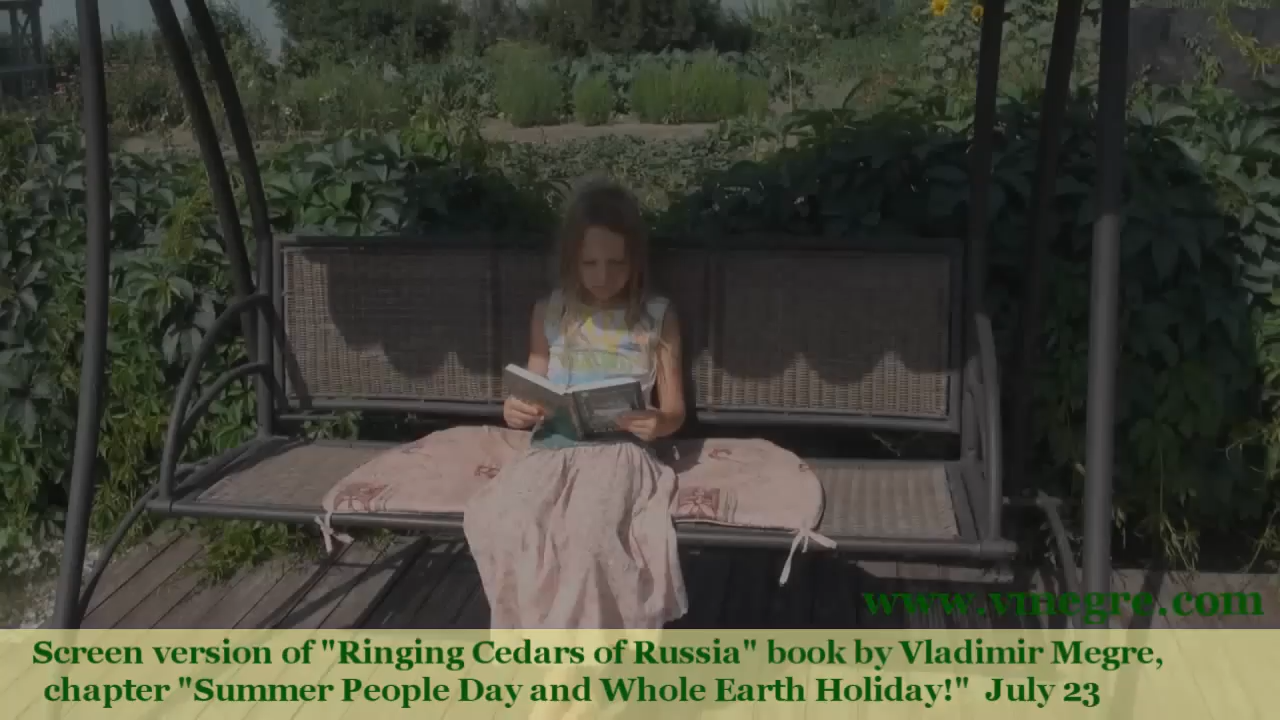 www.vmegre.com
Screen version of "Ringing Cedars of Russia" book by Vladimir Megre,
chapter "Summer People Day and Whole Earth Holiday!" July 23